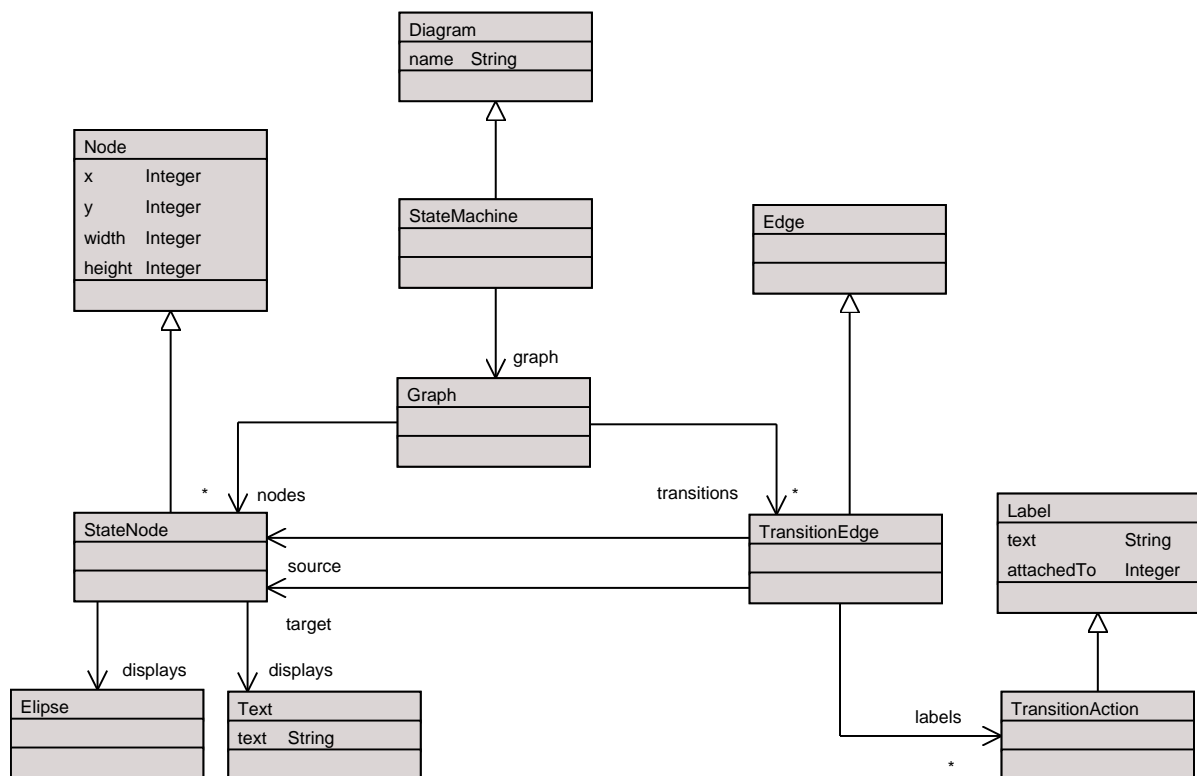 Diagram
name String
Node
x Integer
y Integer
width Integer
height Integer
StateMachine
Edge
graph
Graph
* nodes
transitions *
StateNode
TransitionEdge
Label
text String
attachedTo Integer
source
target
displays
displays
Elipse
Text
text String
labels
*
TransitionAction